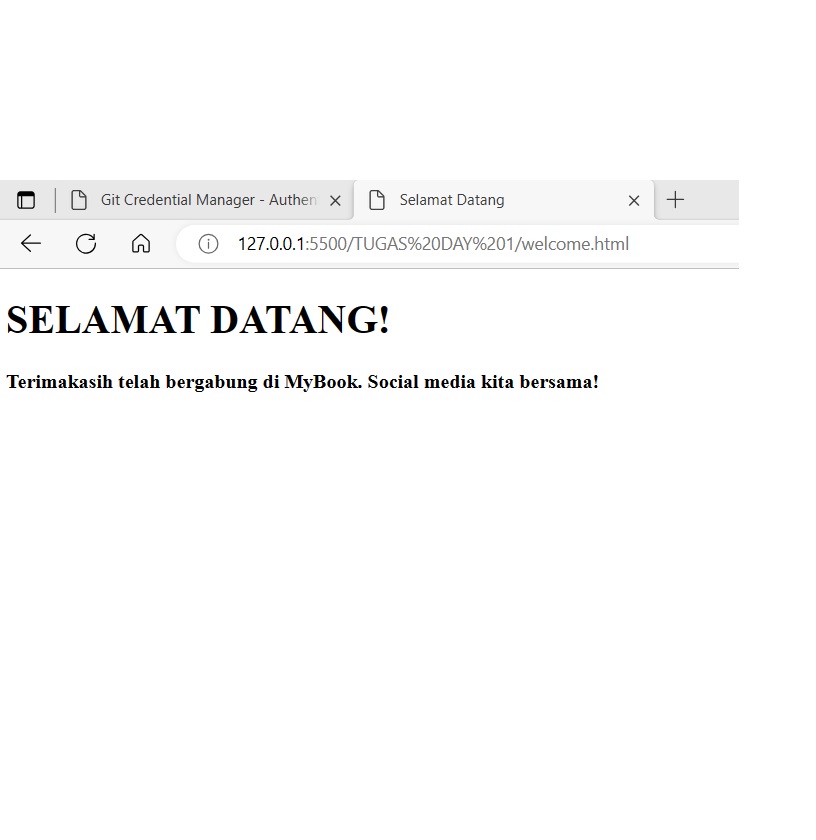 Git Credential Manager - Authen
Selamat Datang
127.0.0.1:5500/TUGAS%20DAY%201/welcome.html
SELAMAT DATANG!
Terimakasih telah bergabung di MyBook. Social media kita bersama!